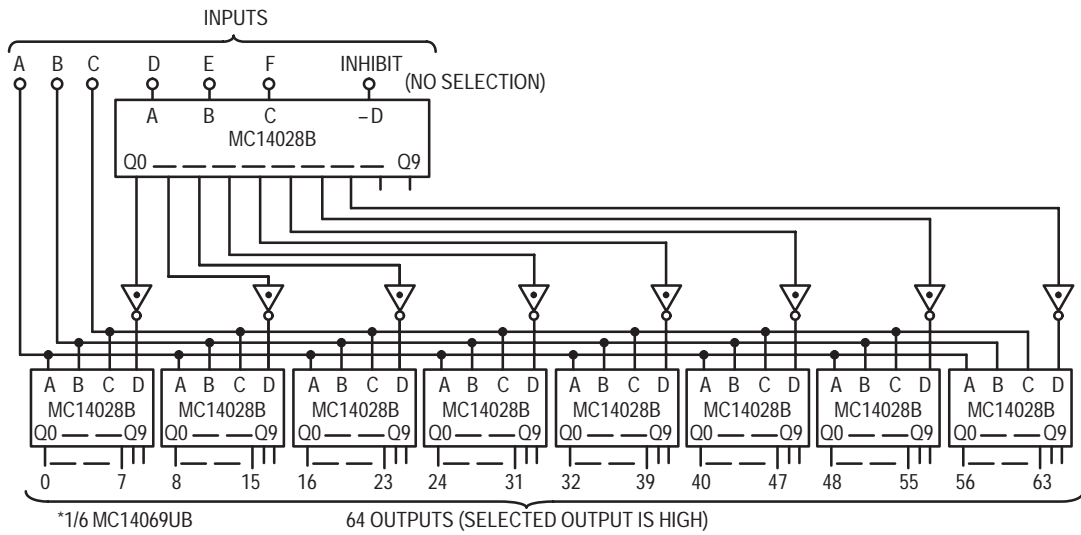 INPUTS
A B C D E F INHIBIT (NO SELECTION)
A B C –D
MC14028B
Q0 Q9
A B C D A B C D A B C D A B C D A B C D A B C D A B C D A B C D
MC14028B MC14028B MC14028B MC14028B MC14028B MC14028B MC14028B MC14028B
Q0 Q9 Q0 Q9 Q0 Q9 Q0 Q9 Q0 Q9 Q0 Q9 Q0 Q9 Q0 Q9
0 7 8 15 16 23 24 31 32 39 40 47 48 55 56 63
*1/6 MC14069UB 64 OUTPUTS (SELECTED OUTPUT IS HIGH)